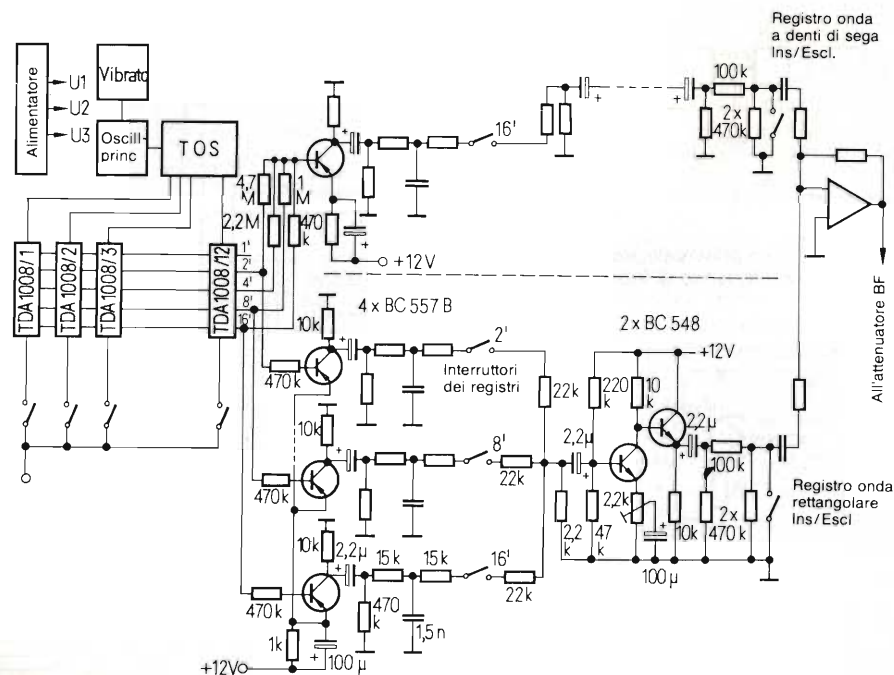 Registro onda
a denti di sega
Ins/Escl.
Alimentatore
U1
U2
U3
Vibrato
Oscill
princ
TOS
TDA1008/1
TDA1008/2
TDA1008/3
TDA1008/12
1'
2'
4'
8'
16'
4,7
M
2,2M
1
M
470
k
+
+
+12V
16'
+
+
100k
2x
470k
All'attenuatore BF
4 x BC 557 B
10k
470k
+
2'
Interruttori
dei registri
22k
10k
470k
+
8'
22k
10k
2,2µ
+
470k
15k
15k
470
k
1,5n
16'
22k
1k
+
100 µ
+12V
2x BC 548
+12V
220
k
10
k
2,2µ
+
2,2
k
47
k
2,2k
+
100µ
2,2µ
+
10k
100k
2x
470k
Registro onda
rettangolare
Ins/Escl